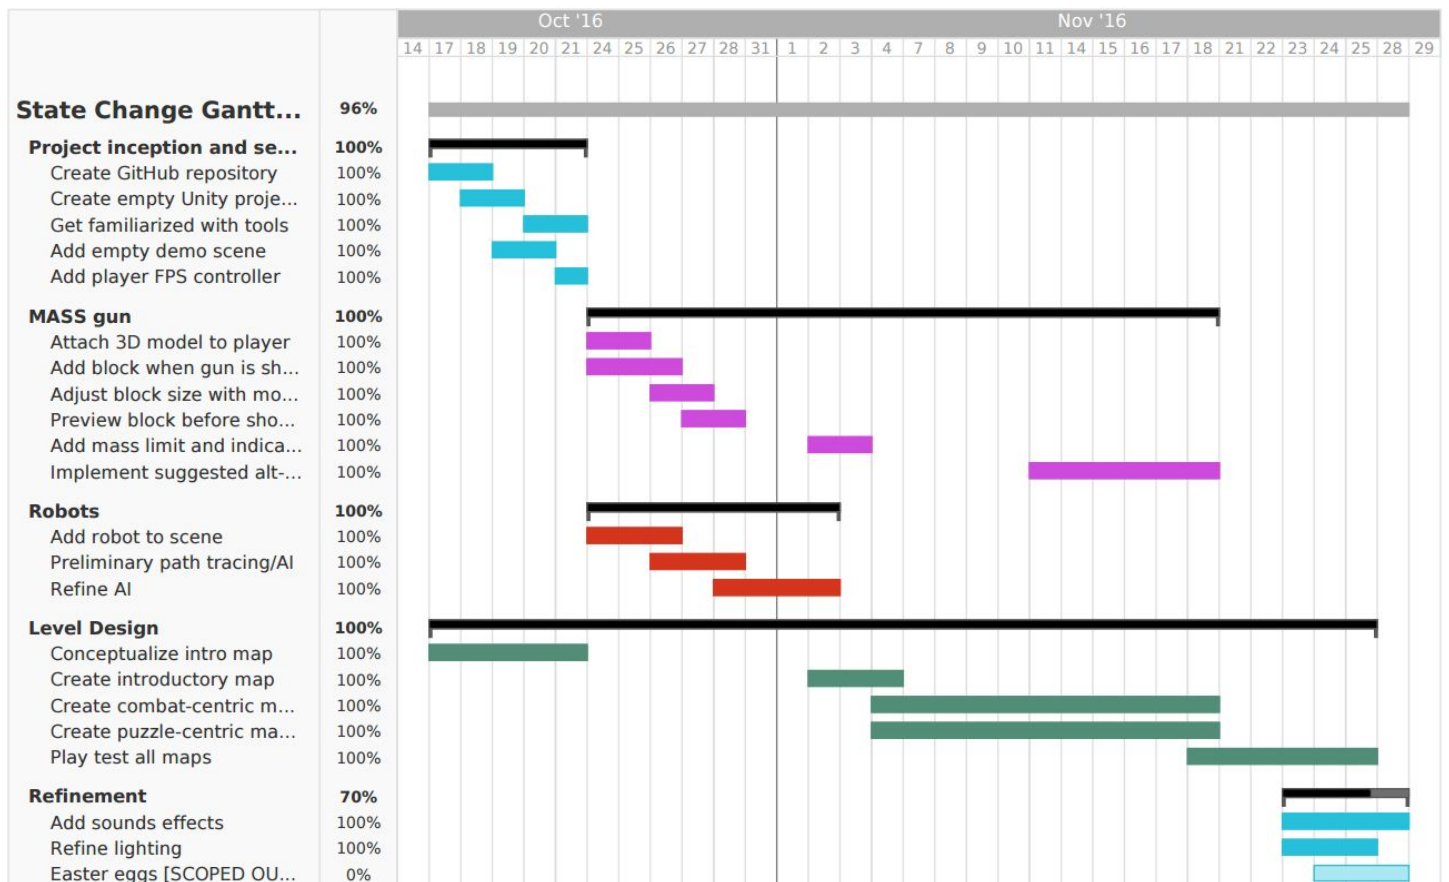 Oct '16 Nov '16
14 17 18 19 20 21 24 25 26 27 28 31 1 2 3 4 7 8 9 10 11 14 15 16 17 18 21 22 23 24 25 28 29
State Change Gantt... 96%
Project inception and se... 100%
Create GitHub repository 100%
Create empty Unity proje... 100%
Get familiarized with tools 100%
Add empty demo scene 100%
Add player FPS controller 100%
MASS gun 100%
Attach 3D model to player 100%
Add block when gun is sh... 100%
Adjust block size with mo... 100%
Preview block before sho... 100%
Add mass limit and indica... 100%
Implement suggested alt-... 100%
Robots 100%
Add robot to scene 100%
Preliminary path tracing/AI 100%
Refine AI 100%
Level Design 100%
Conceptualize intro map 100%
Create introductory map 100%
Create combat-centric m... 100%
Create puzzle-centric ma... 100%
Play test all maps 100%
Refinement 70%
Add sounds effects 100%
Refine lighting 100%
Easter eggs [SCOPED OU... 0%